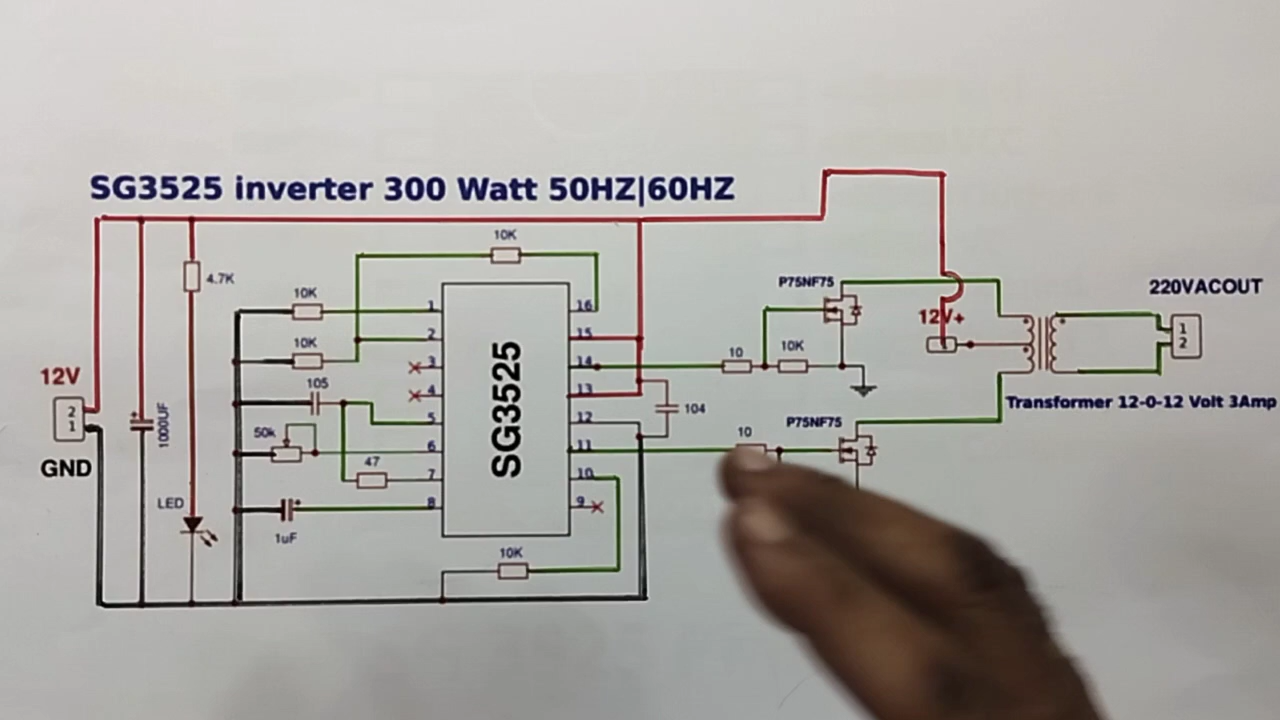 SG3525 inverter 300 Watt 50HZ|60HZ
10K
4.7K
P75NF75
220VACOUT
10K
1
16
12V+
1
1
2
2
15
10K
10
10K
3
14
12V
105
4
13
104
Transformer 12-0-12 Volt 3Amp
2
1
1000UF
5
12
P75NF75
50k
6
11
10
GND
47
7
10
SG3525
LED
8
9
1uF
10K